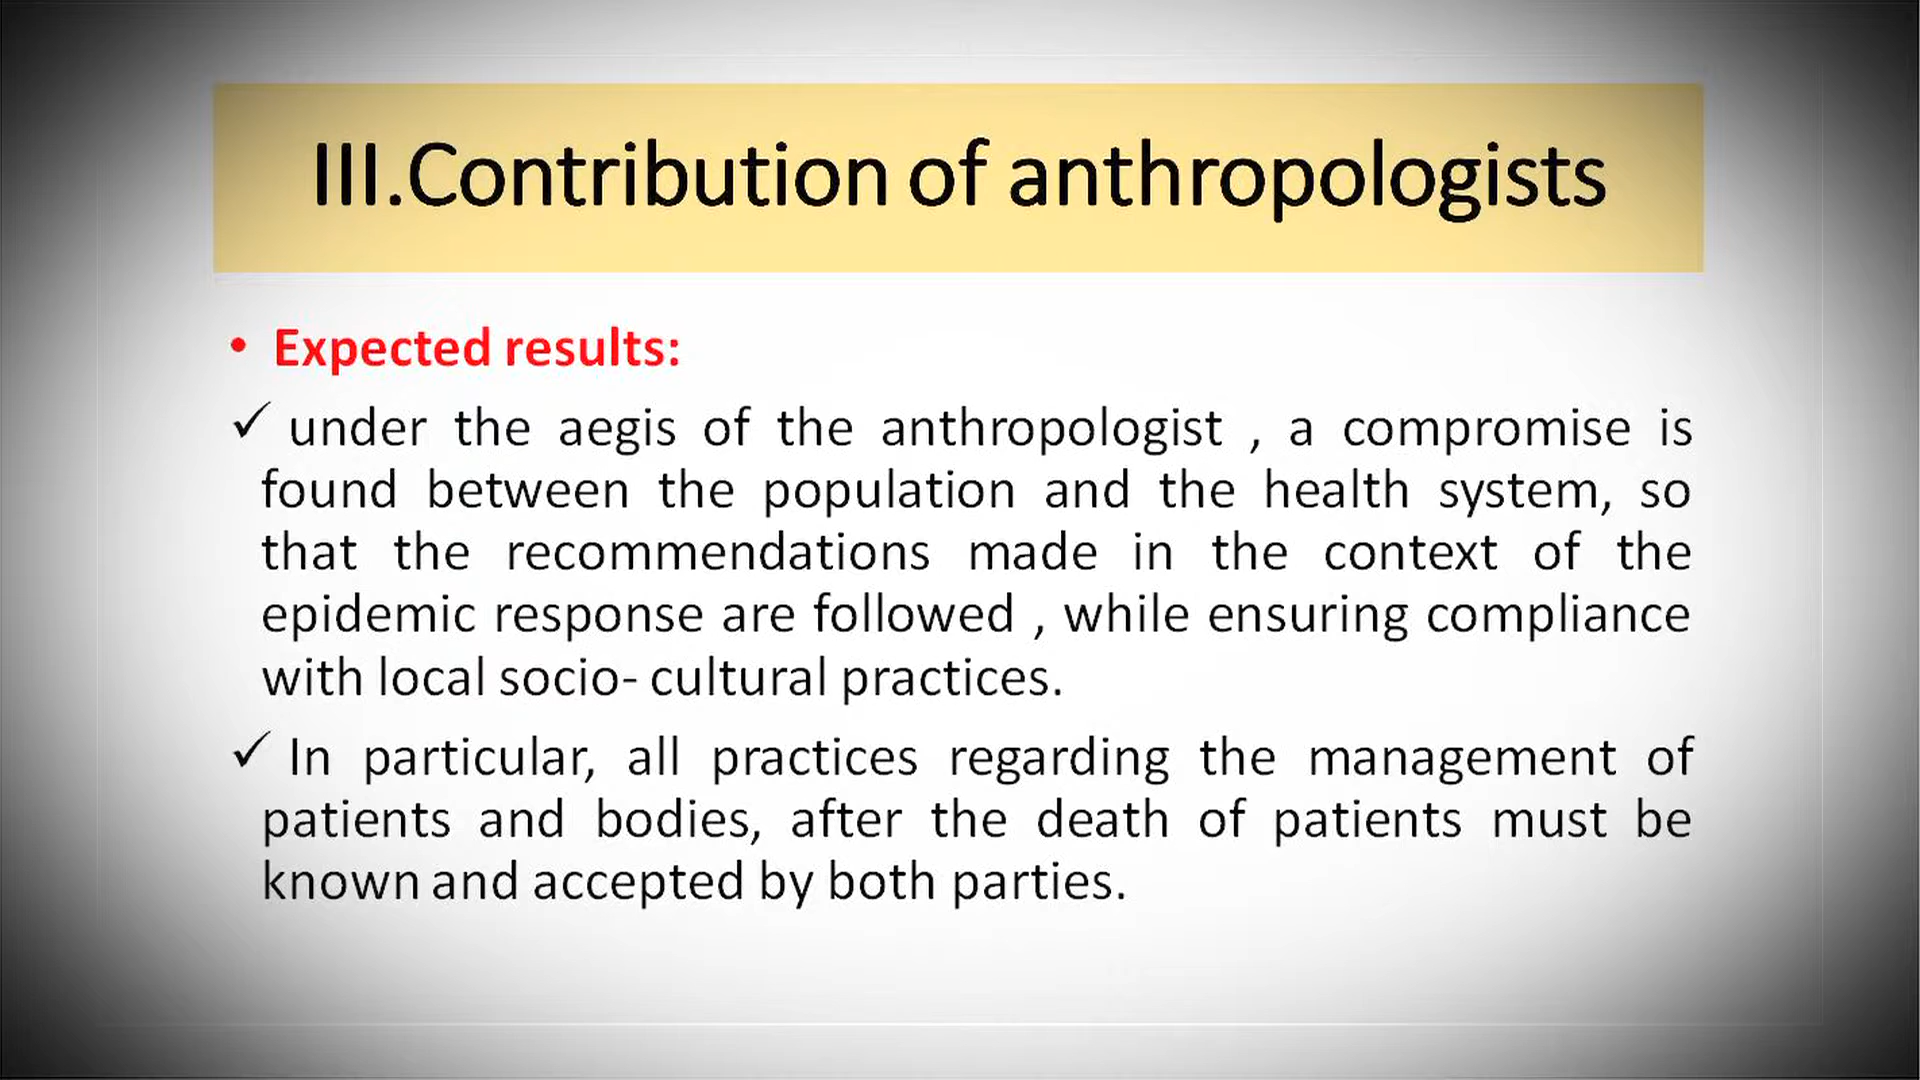 III.Contribution of anthropologists
• Expected results:
✓ under the aegis of the anthropologist , a compromise is
found between the population and the health system, so
that the recommendations made in the context of the
epidemic response are followed , while ensuring compliance
with local socio- cultural practices.
✓ In particular, all practices regarding the management of
patients and bodies, after the death of patients must be
known and accepted by both parties.